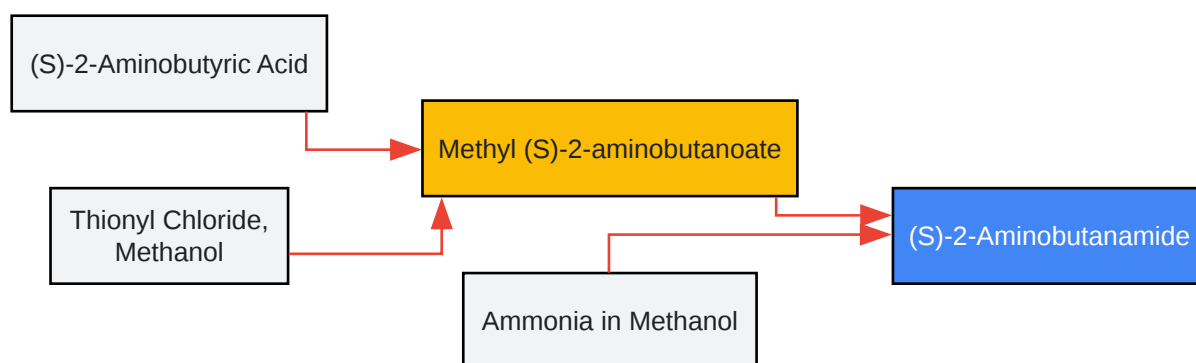 (S)-2-Aminobutyric Acid
Methyl (S)-2-aminobutanoate
Thionyl Chloride,
Methanol
(S)-2-Aminobutanamide
Ammonia in Methanol